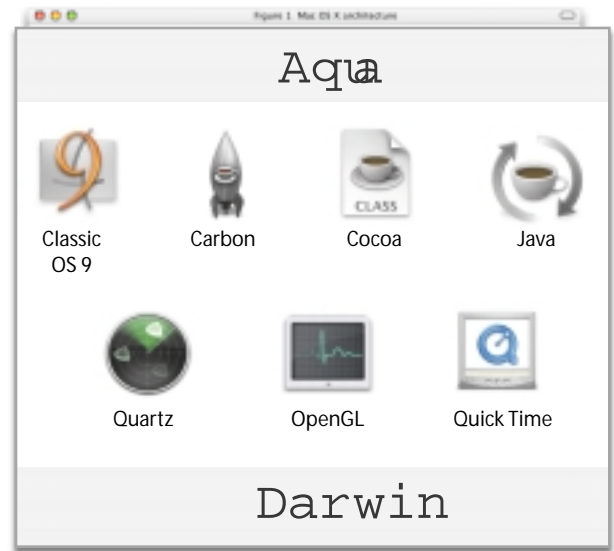 Figure 1 Mac OS X architecture
Aqua
Classic OS 9
Carbon
Cocoa
Java
CLASS
Quartz
OpenGL
Quick Time
Darwin